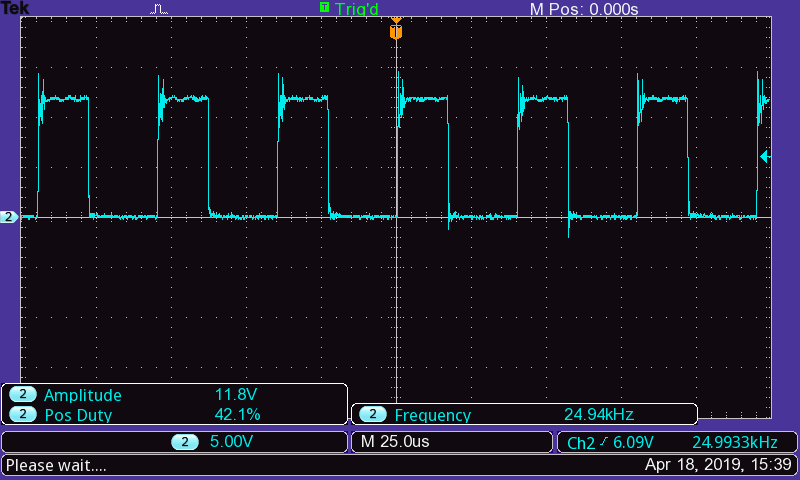 Tek T Trig'd M Pos: 0.000s
T
2
2 Amplitude 11.8V
2 Pos Duty 42.1%
2 Frequency 24.94kHz
2 5.00V M 25.0us Ch2 6.09V 24.9933kHz
Please wait.... Apr 18, 2019, 15:39